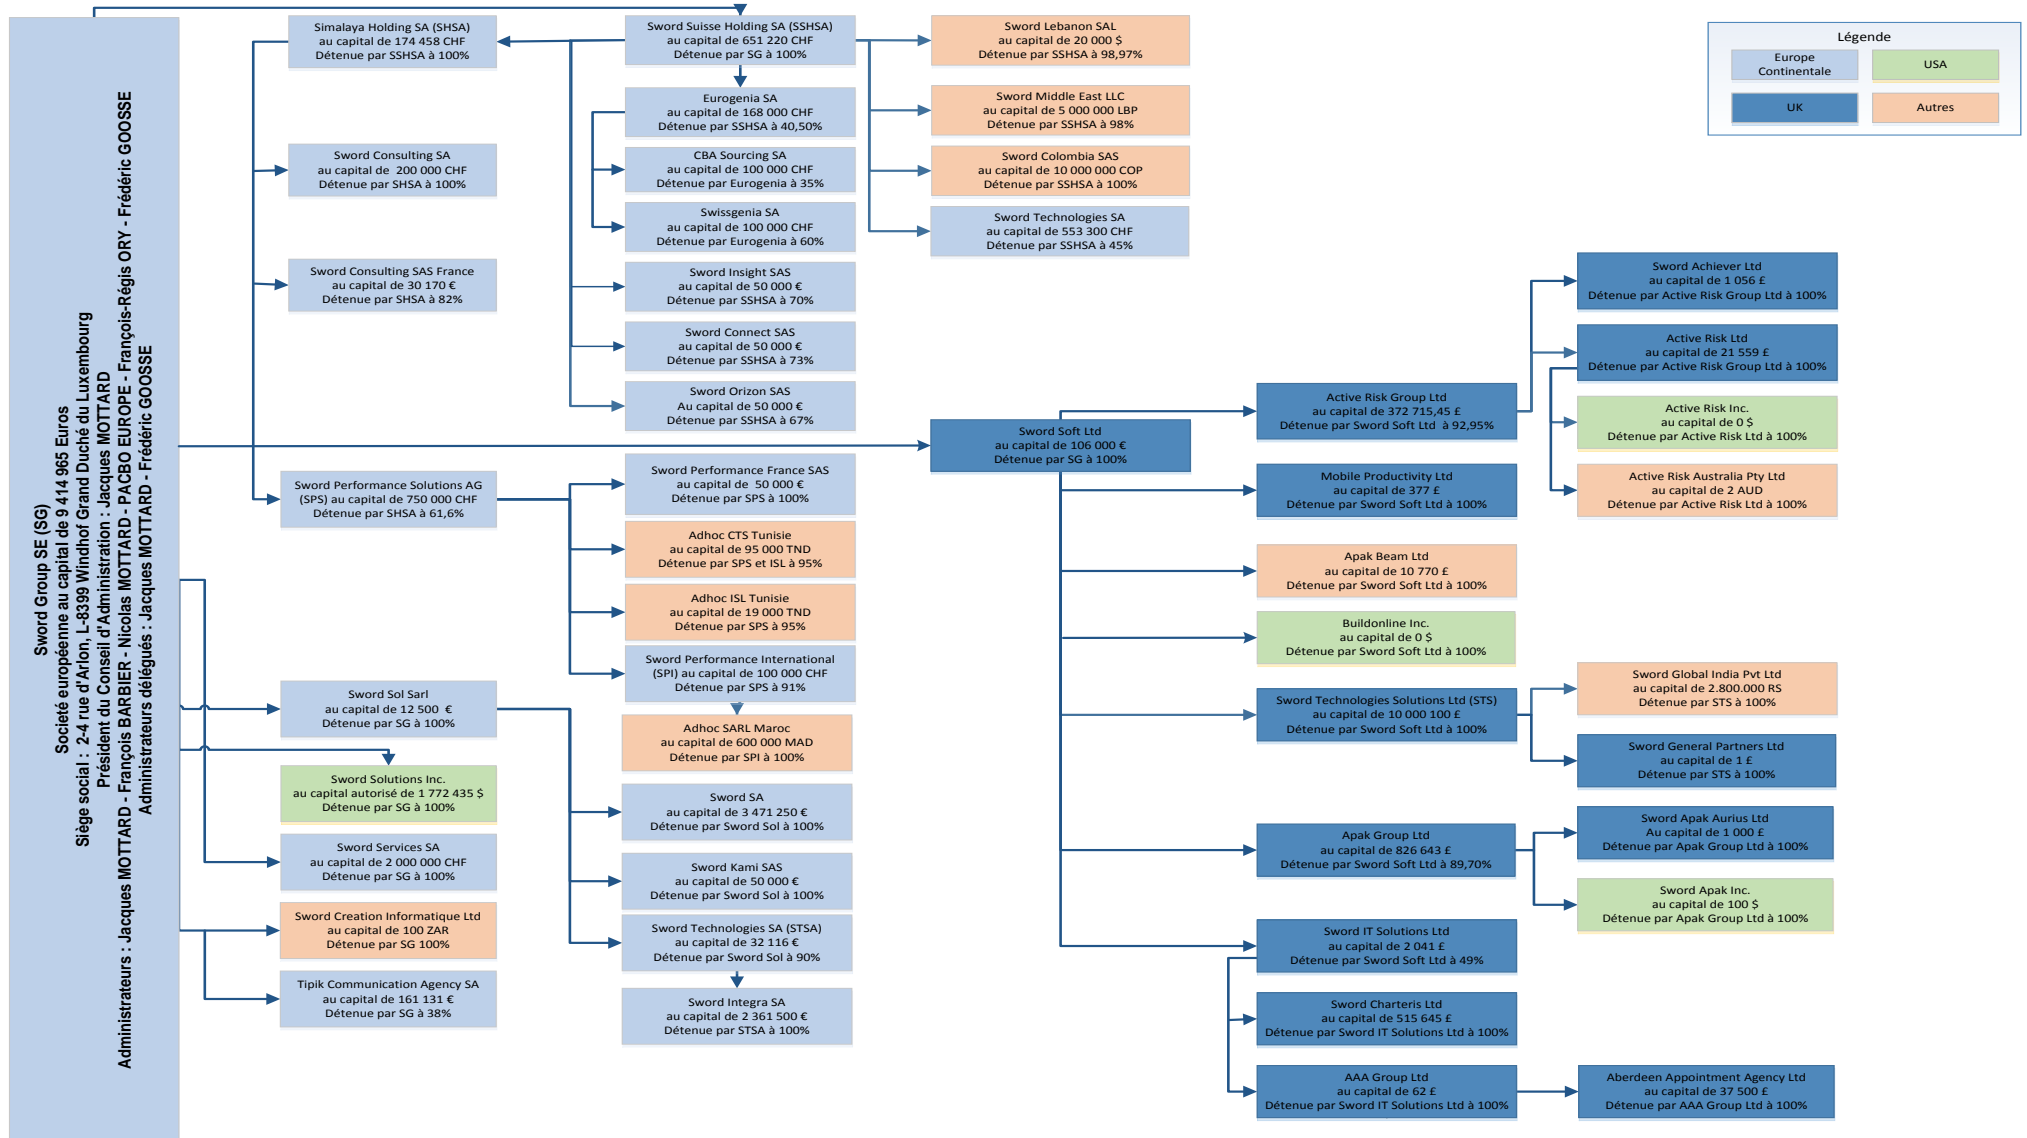 Sword Group SE (SG)
Societé européenne au capital de 9 414 965 Euros
Siège social : 2-4 rue d'Arlon, L-8399 Windhof Grand Duché du Luxembourg
Président du Conseil d'Administration : Jacques MOTTARD
Administrateurs : Jacques MOTTARD - François BARBIER - Nicolas MOTTARD - PACBO EUROPE - François-Régis ORY - Frédéric GOOSSE
Administrateurs délégués : Jacques MOTTARD - Frédéric GOOSSE
Simalaya Holding SA (SHSA)
au capital de 174 458 CHF
Détenue par SSHSA à 100%
Sword Consulting SA
au capital de 200 000 CHF
Détenue par SHSA à 100%
Sword Consulting SAS France
au capital de 30 170 €
Détenue par SHSA à 82%
Sword Performance Solutions AG
(SPS) au capital de 750 000 CHF
Détenue par SHSA à 61,6%
Sword Sol Sarl
au capital de 12 500 €
Détenue par SG à 100%
Sword Solutions Inc.
au capital autorisé de 1 772 435 $
Détenue par SG à 100%
Sword Services SA
au capital de 2 000 000 CHF
Détenue par SG à 100%
Sword Creation Informatique Ltd
au capital de 100 ZAR
Détenue par SG 100%
Tipik Communication Agency SA
au capital de 161 131 €
Détenue par SG à 38%
Sword Suisse Holding SA (SSHSA)
au capital de 651 220 CHF
Détenue par SG à 100%
Eurogenia SA
au capital de 168 000 CHF
Détenue par SSHSA à 40,50%
CBA Sourcing SA
au capital de 100 000 CHF
Détenue par Eurogenia à 35%
Swissgenia SA
au capital de 100 000 CHF
Détenue par Eurogenia à 60%
Sword Insight SAS
au capital de 50 000 €
Détenue par SSHSA à 70%
Sword Connect SAS
au capital de 50 000 €
Détenue par SSHSA à 73%
Sword Orizon SAS
Au capital de 50 000 €
Détenue par SSHSA à 67%
Sword Performance France SAS
au capital de 50 000 €
Détenue par SPS à 100%
Adhoc CTS Tunisie
au capital de 95 000 TND
Détenue par SPS et ISL à 95%
Adhoc ISL Tunisie
au capital de 19 000 TND
Détenue par SPS à 95%
Sword Performance International
(SPI) au capital de 100 000 CHF
Détenue par SPS à 91%
Adhoc SARL Maroc
au capital de 600 000 MAD
Détenue par SPI à 100%
Sword SA
au capital de 3 471 250 €
Détenue par Sword Sol à 100%
Sword Kami SAS
au capital de 50 000 €
Détenue par Sword Sol à 100%
Sword Technologies SA (STSA)
au capital de 32 116 €
Détenue par Sword Sol à 90%
Sword Integra SA
au capital de 2 361 500 €
Détenue par STSA à 100%
Sword Lebanon SAL
au capital de 20 000 $
Détenue par SSHSA à 98,97%
Sword Middle East LLC
au capital de 5 000 000 LBP
Détenue par SSHSA à 98%
Sword Colombia SAS
au capital de 10 000 000 COP
Détenue par SSHSA à 100%
Sword Technologies SA
au capital de 553 300 CHF
Détenue par SSHSA à 45%
Sword Soft Ltd
au capital de 106 000 €
Détenue par SG à 100%
Active Risk Group Ltd
au capital de 372 715,45 £
Détenue par Sword Soft Ltd à 92,95%
Mobile Productivity Ltd
au capital de 377 £
Détenue par Sword Soft Ltd à 100%
Apak Beam Ltd
au capital de 10 770 £
Détenue par Sword Soft Ltd à 100%
Buildonline Inc.
au capital de 0 $
Détenue par Sword Soft Ltd à 100%
Sword Technologies Solutions Ltd (STS)
au capital de 10 000 100 £
Détenue par Sword Soft Ltd à 100%
Apak Group Ltd
au capital de 826 643 £
Détenue par Sword Soft Ltd à 89,70%
Sword IT Solutions Ltd
au capital de 2 041 £
Détenue par Sword Soft Ltd à 49%
Sword Charteris Ltd
au capital de 515 645 £
Détenue par Sword IT Solutions Ltd à 100%
AAA Group Ltd
au capital de 62 £
Détenue par Sword IT Solutions Ltd à 100%
Légende
Europe
Continentale
USA
UK
Autres
Sword Achiever Ltd
au capital de 1 056 £
Détenue par Active Risk Group Ltd à 100%
Active Risk Ltd
au capital de 21 559 £
Détenue par Active Risk Group Ltd à 100%
Active Risk Inc.
au capital de 0 $
Détenue par Active Risk Ltd à 100%
Active Risk Australia Pty Ltd
au capital de 2 AUD
Détenue par Active Risk Ltd à 100%
Sword Global India Pvt Ltd
au capital de 2.800.000 RS
Détenue par STS à 100%
Sword General Partners Ltd
au capital de 1 £
Détenue par STS à 100%
Sword Apak Aurius Ltd
Au capital de 1 000 £
Détenue par Apak Group Ltd à 100%
Sword Apak Inc.
au capital de 100 $
Détenue par Apak Group Ltd à 100%
Aberdeen Appointment Agency Ltd
au capital de 37 500 £
Détenue par AAA Group Ltd à 100%